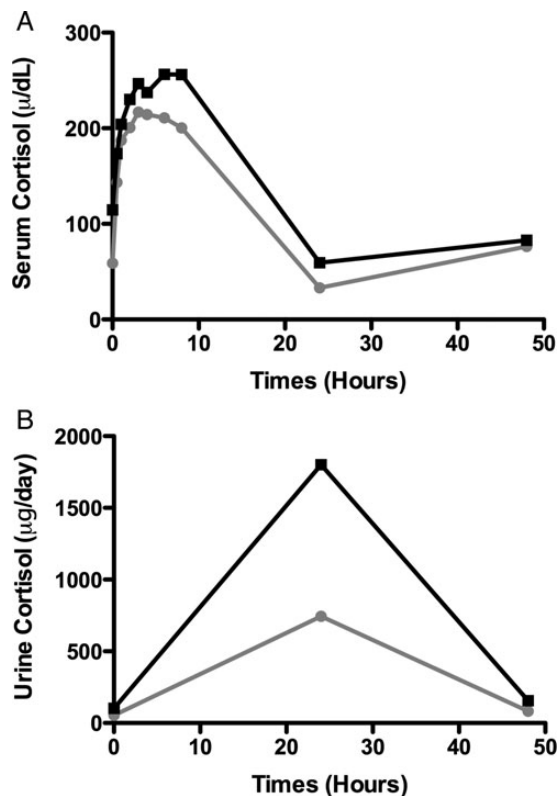 A
Serum Cortisol (μ/dL)
300
200
100
0
0 10 20 30 40 50
Times (Hours)
B
Urine Cortisol (μg/day)
2000
1500
1000
500
0
0 10 20 30 40 50
Times (Hours)